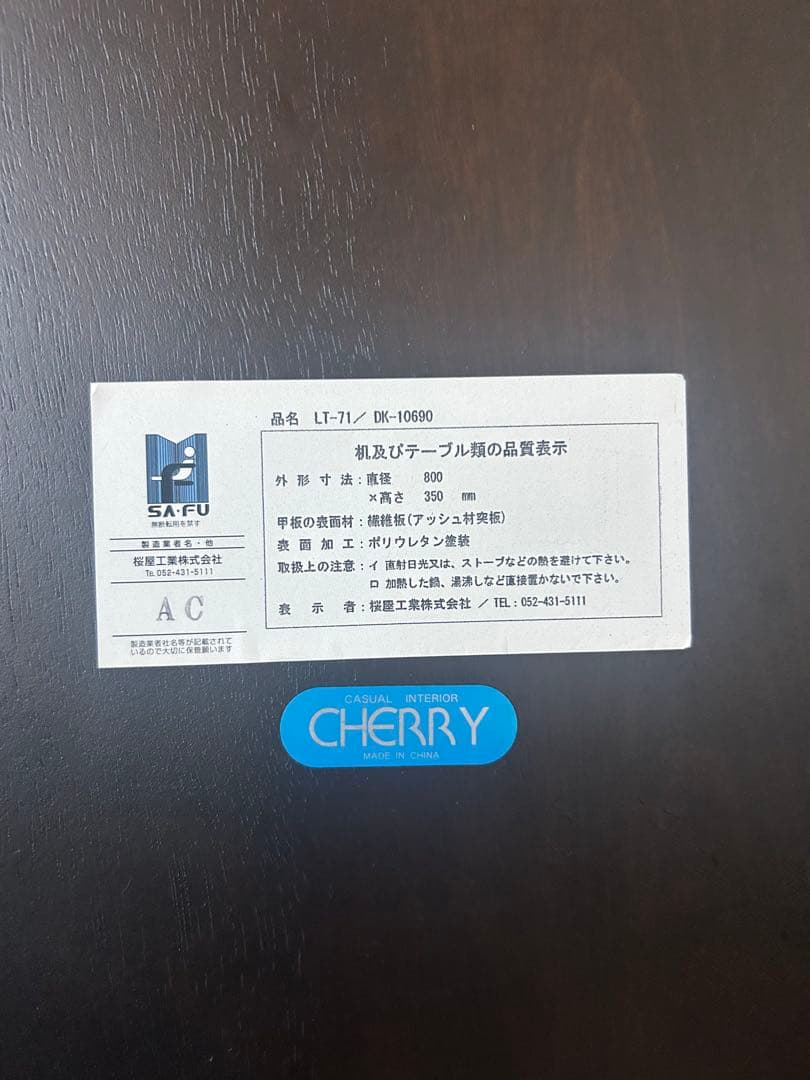 品名 LT-71／ DK-10690
机及びテーブル類の品質表示
外形寸法：直径 800
×高さ 350 mm
甲板の表面材：繊維板(アッシュ材突板)
表面加工：ポリウレタン塗装
取扱上の注意：イ 直射日光又は、ストーブなどの熱を避けて下さい。
ロ 加熱した鍋、湯沸しなど直接置かないで下さい。
表示者：桜屋工業株式会社 ／TEL：052-431-5111
SA・FU
無断転用を禁ず
製造業者名・他
桜屋工業株式会社
TEL 052-431-5111
AC
製造業者社名等が記載されて
いるので大切に保管願います
CASUAL INTERIOR
CHERRY
MADE IN CHINA